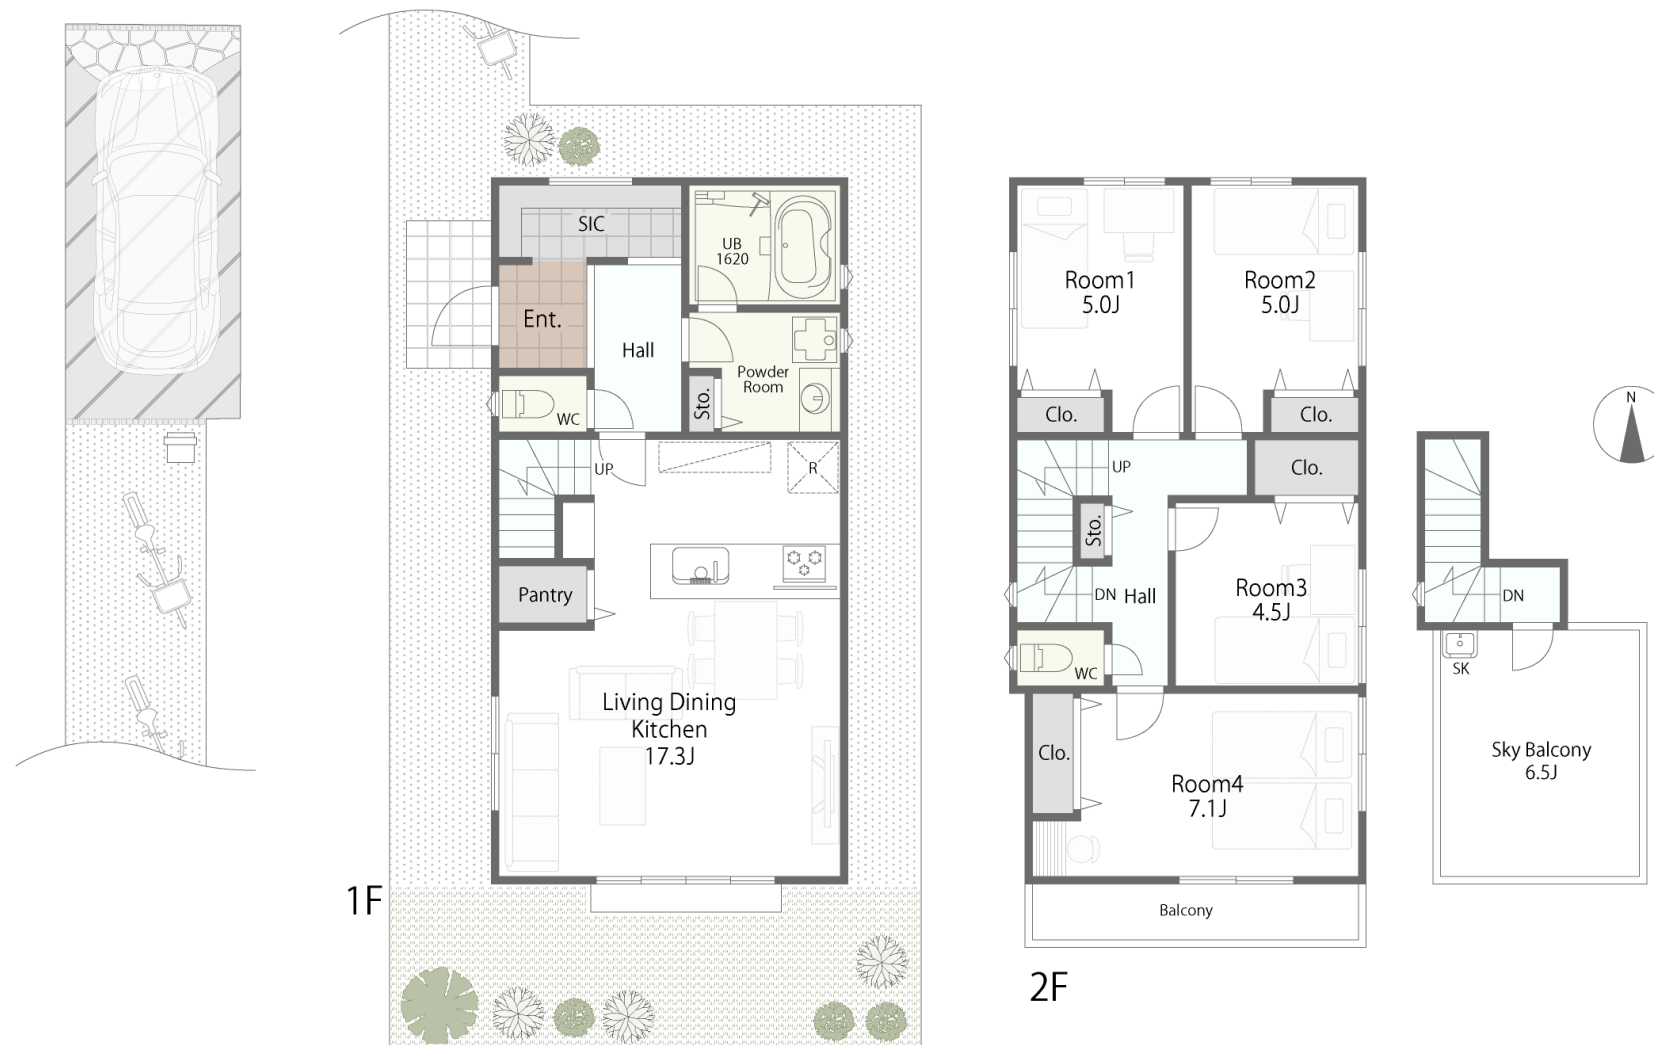 SIC
UB
1620
Ent.
Hall
Powder
Room
Sto.
WC
UP
R
Pantry
Living Dining
Kitchen
17.3J
1F
Room1
5.0J
Room2
5.0J
Clo.
Clo.
UP
Clo.
Sto.
DN
Hall
Room3
4.5J
WC
Clo.
Room4
7.1J
Balcony
2F
N
DN
SK
Sky Balcony
6.5J